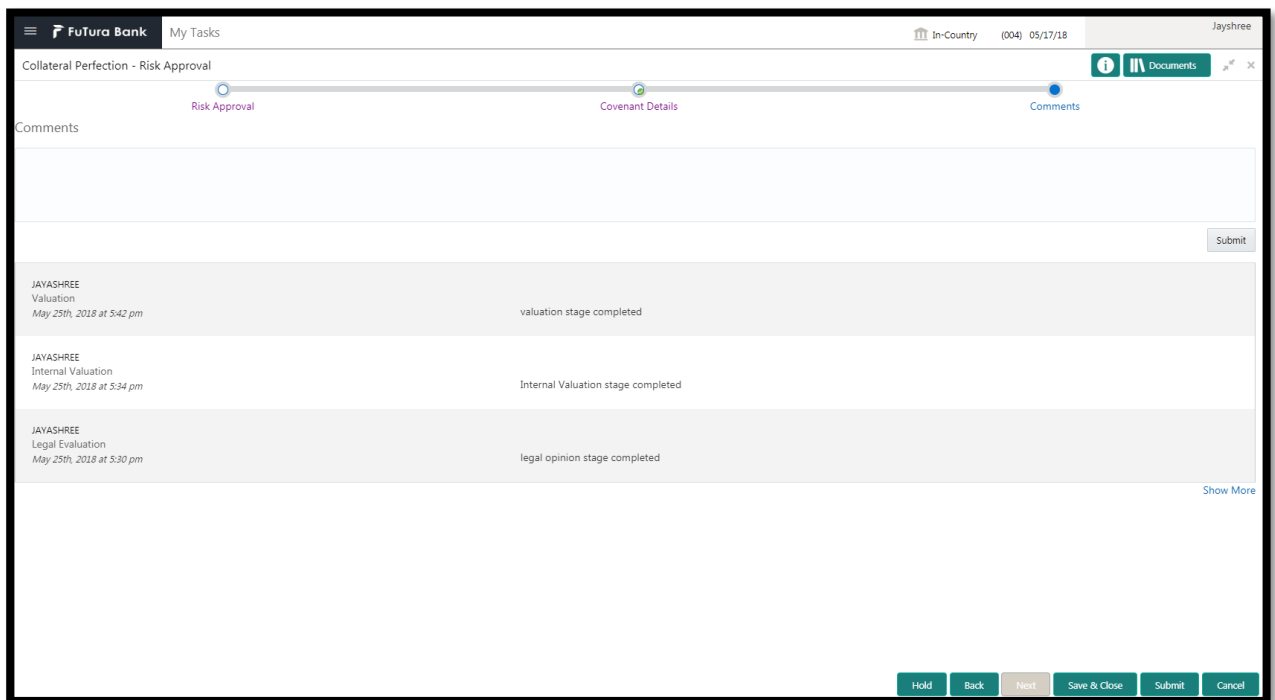 FuTura Bank
My Tasks
In-Country
(004) 05/17/18
Jayshree
Collateral Perfection - Risk Approval
Documents
Risk Approval
Covenant Details
Comments
Comments
Submit
JAYASHREE
Valuation
May 25th, 2018 at 5:42 pm
valuation stage completed
JAYASHREE
Internal Valuation
May 25th, 2018 at 5:34 pm
Internal Valuation stage completed
JAYASHREE
Legal Evaluation
May 25th, 2018 at 5:30 pm
legal opinion stage completed
Show More
Hold
Back
Next
Save & Close
Submit
Cancel